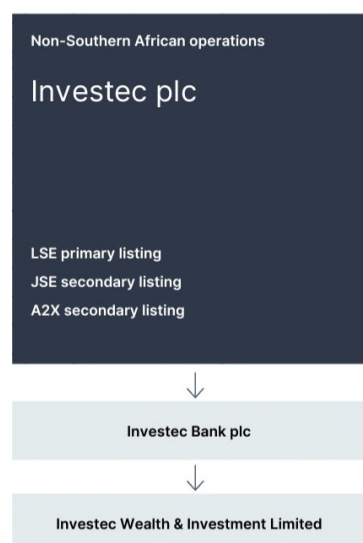 Non-Southern African operations
Investec plc
LSE primary listing
JSE secondary listing
A2X secondary listing
Investec Bank plc
Investec Wealth & Investment Limited